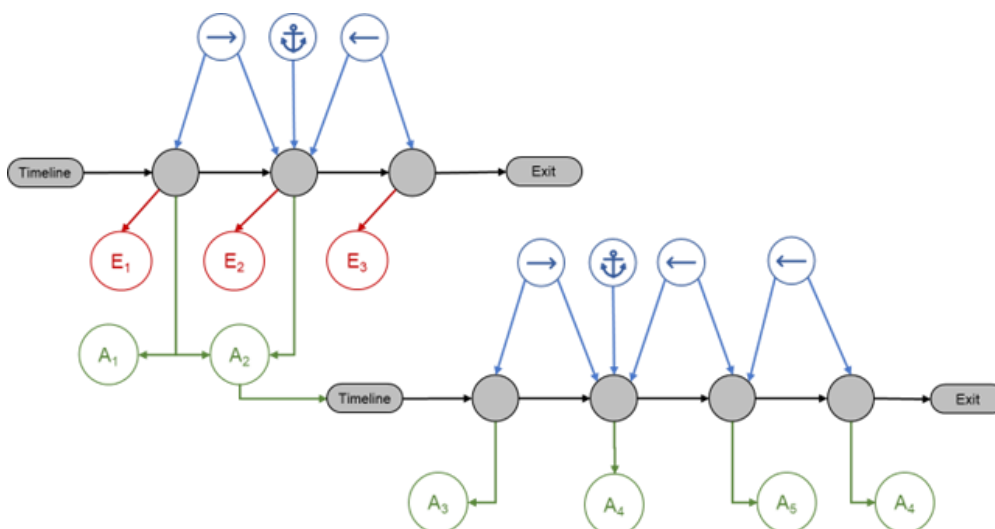 Timeline
Exit
E₁
E₂
E₃
A₁
A₂
Timeline
Exit
A₃
A₄
A₅
A₄